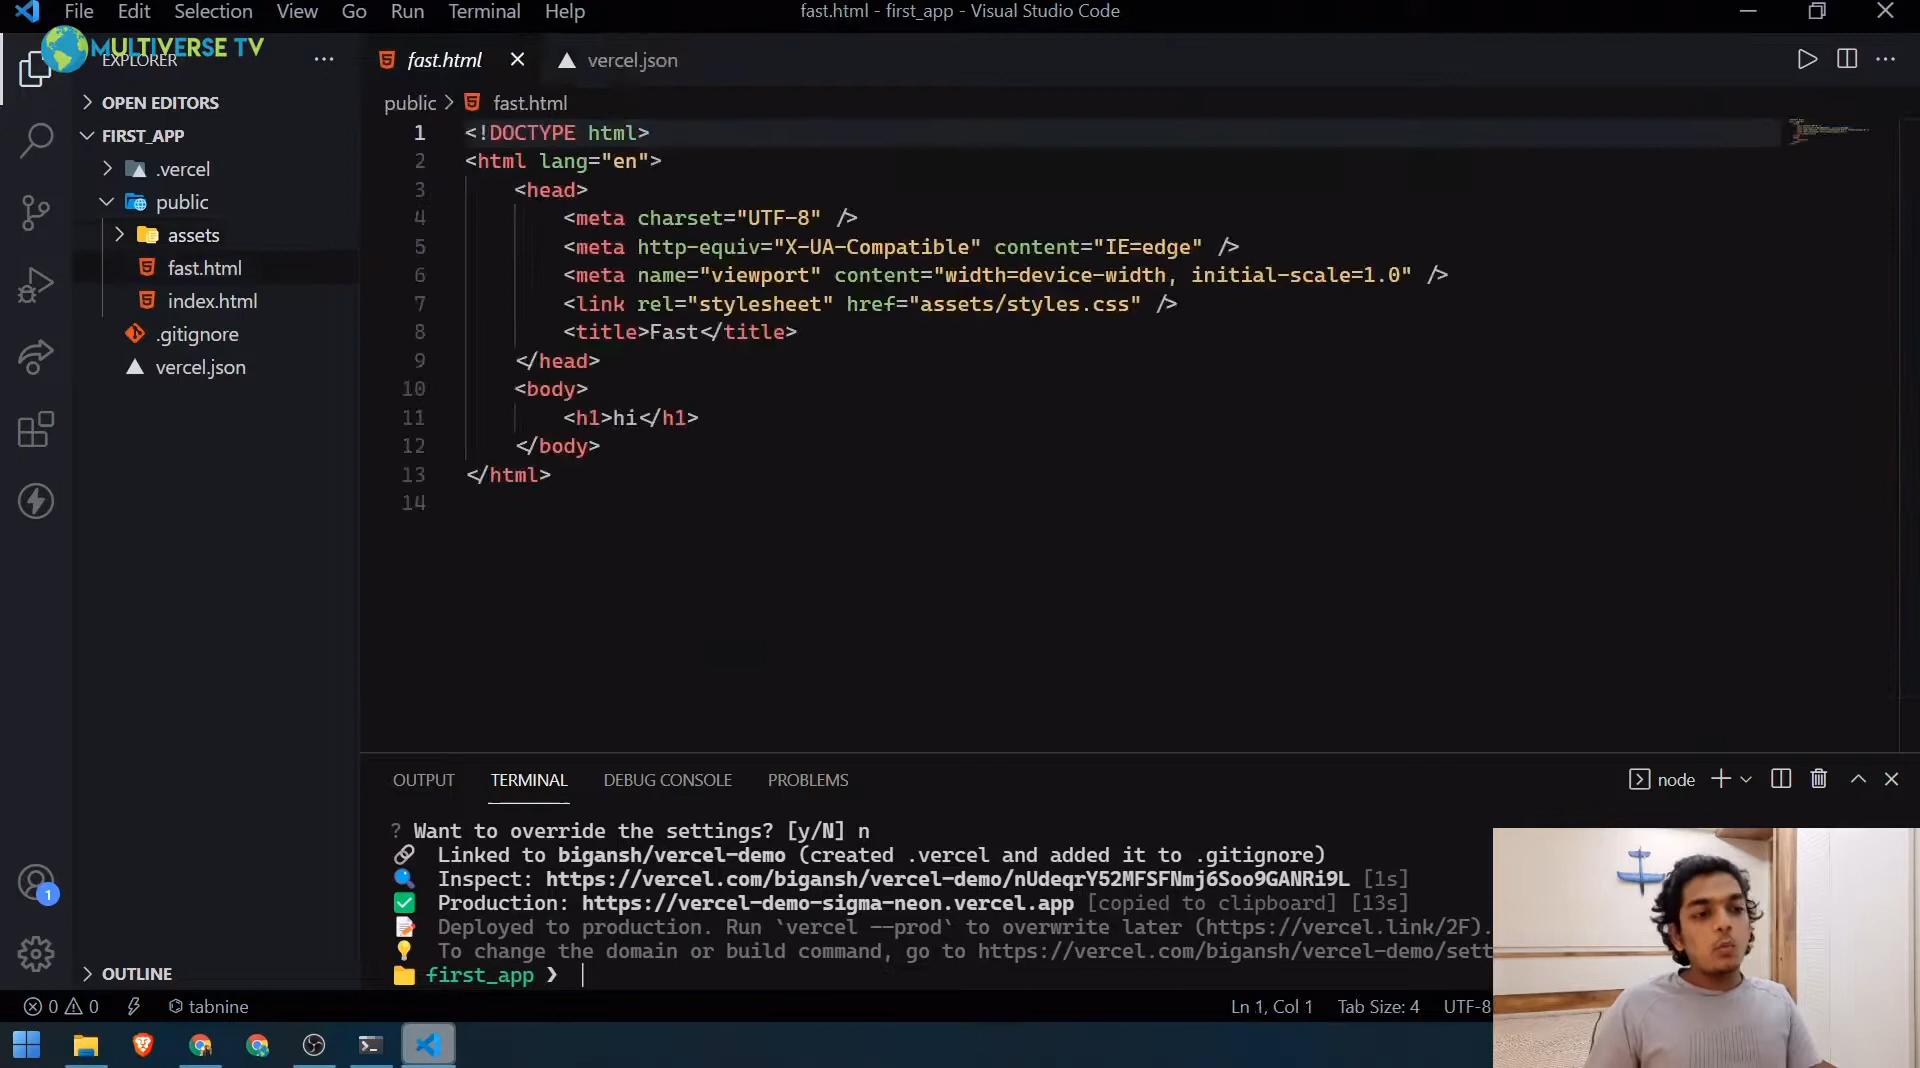 File Edit Selection View Go Run Terminal Help
fast.html - first_app - Visual Studio Code
MULTIVERSE TV
EXPLORER
OPEN EDITORS
FIRST_APP
.vercel
public
assets
fast.html
index.html
.gitignore
vercel.json
OUTLINE
fast.html vercel.json
public fast.html
1 <!DOCTYPE html>
2 <html lang="en">
3 <head>
4 <meta charset="UTF-8" />
5 <meta http-equiv="X-UA-Compatible" content="IE=edge" />
6 <meta name="viewport" content="width=device-width, initial-scale=1.0" />
7 <link rel="stylesheet" href="assets/styles.css" />
8 <title>Fast</title>
9 </head>
10 <body>
11 <h1>hi</h1>
12 </body>
13 </html>
14
OUTPUT TERMINAL DEBUG CONSOLE PROBLEMS
node
? Want to override the settings? [y/N] n
Linked to bigansh/vercel-demo (created .vercel and added it to .gitignore)
Inspect: https://vercel.com/bigansh/vercel-demo/nUdeqrY52MFSFNmj6Soo9GANRi9L [1s]
Production: https://vercel-demo-sigma-neon.vercel.app [copied to clipboard] [13s]
Deployed to production. Run `vercel --prod` to overwrite later (https://vercel.link/2F).
To change the domain or build command, go to https://vercel.com/bigansh/vercel-demo/sett
first_app ❯
1
0 0 tabnine
Ln 1, Col 1 Tab Size: 4 UTF-8